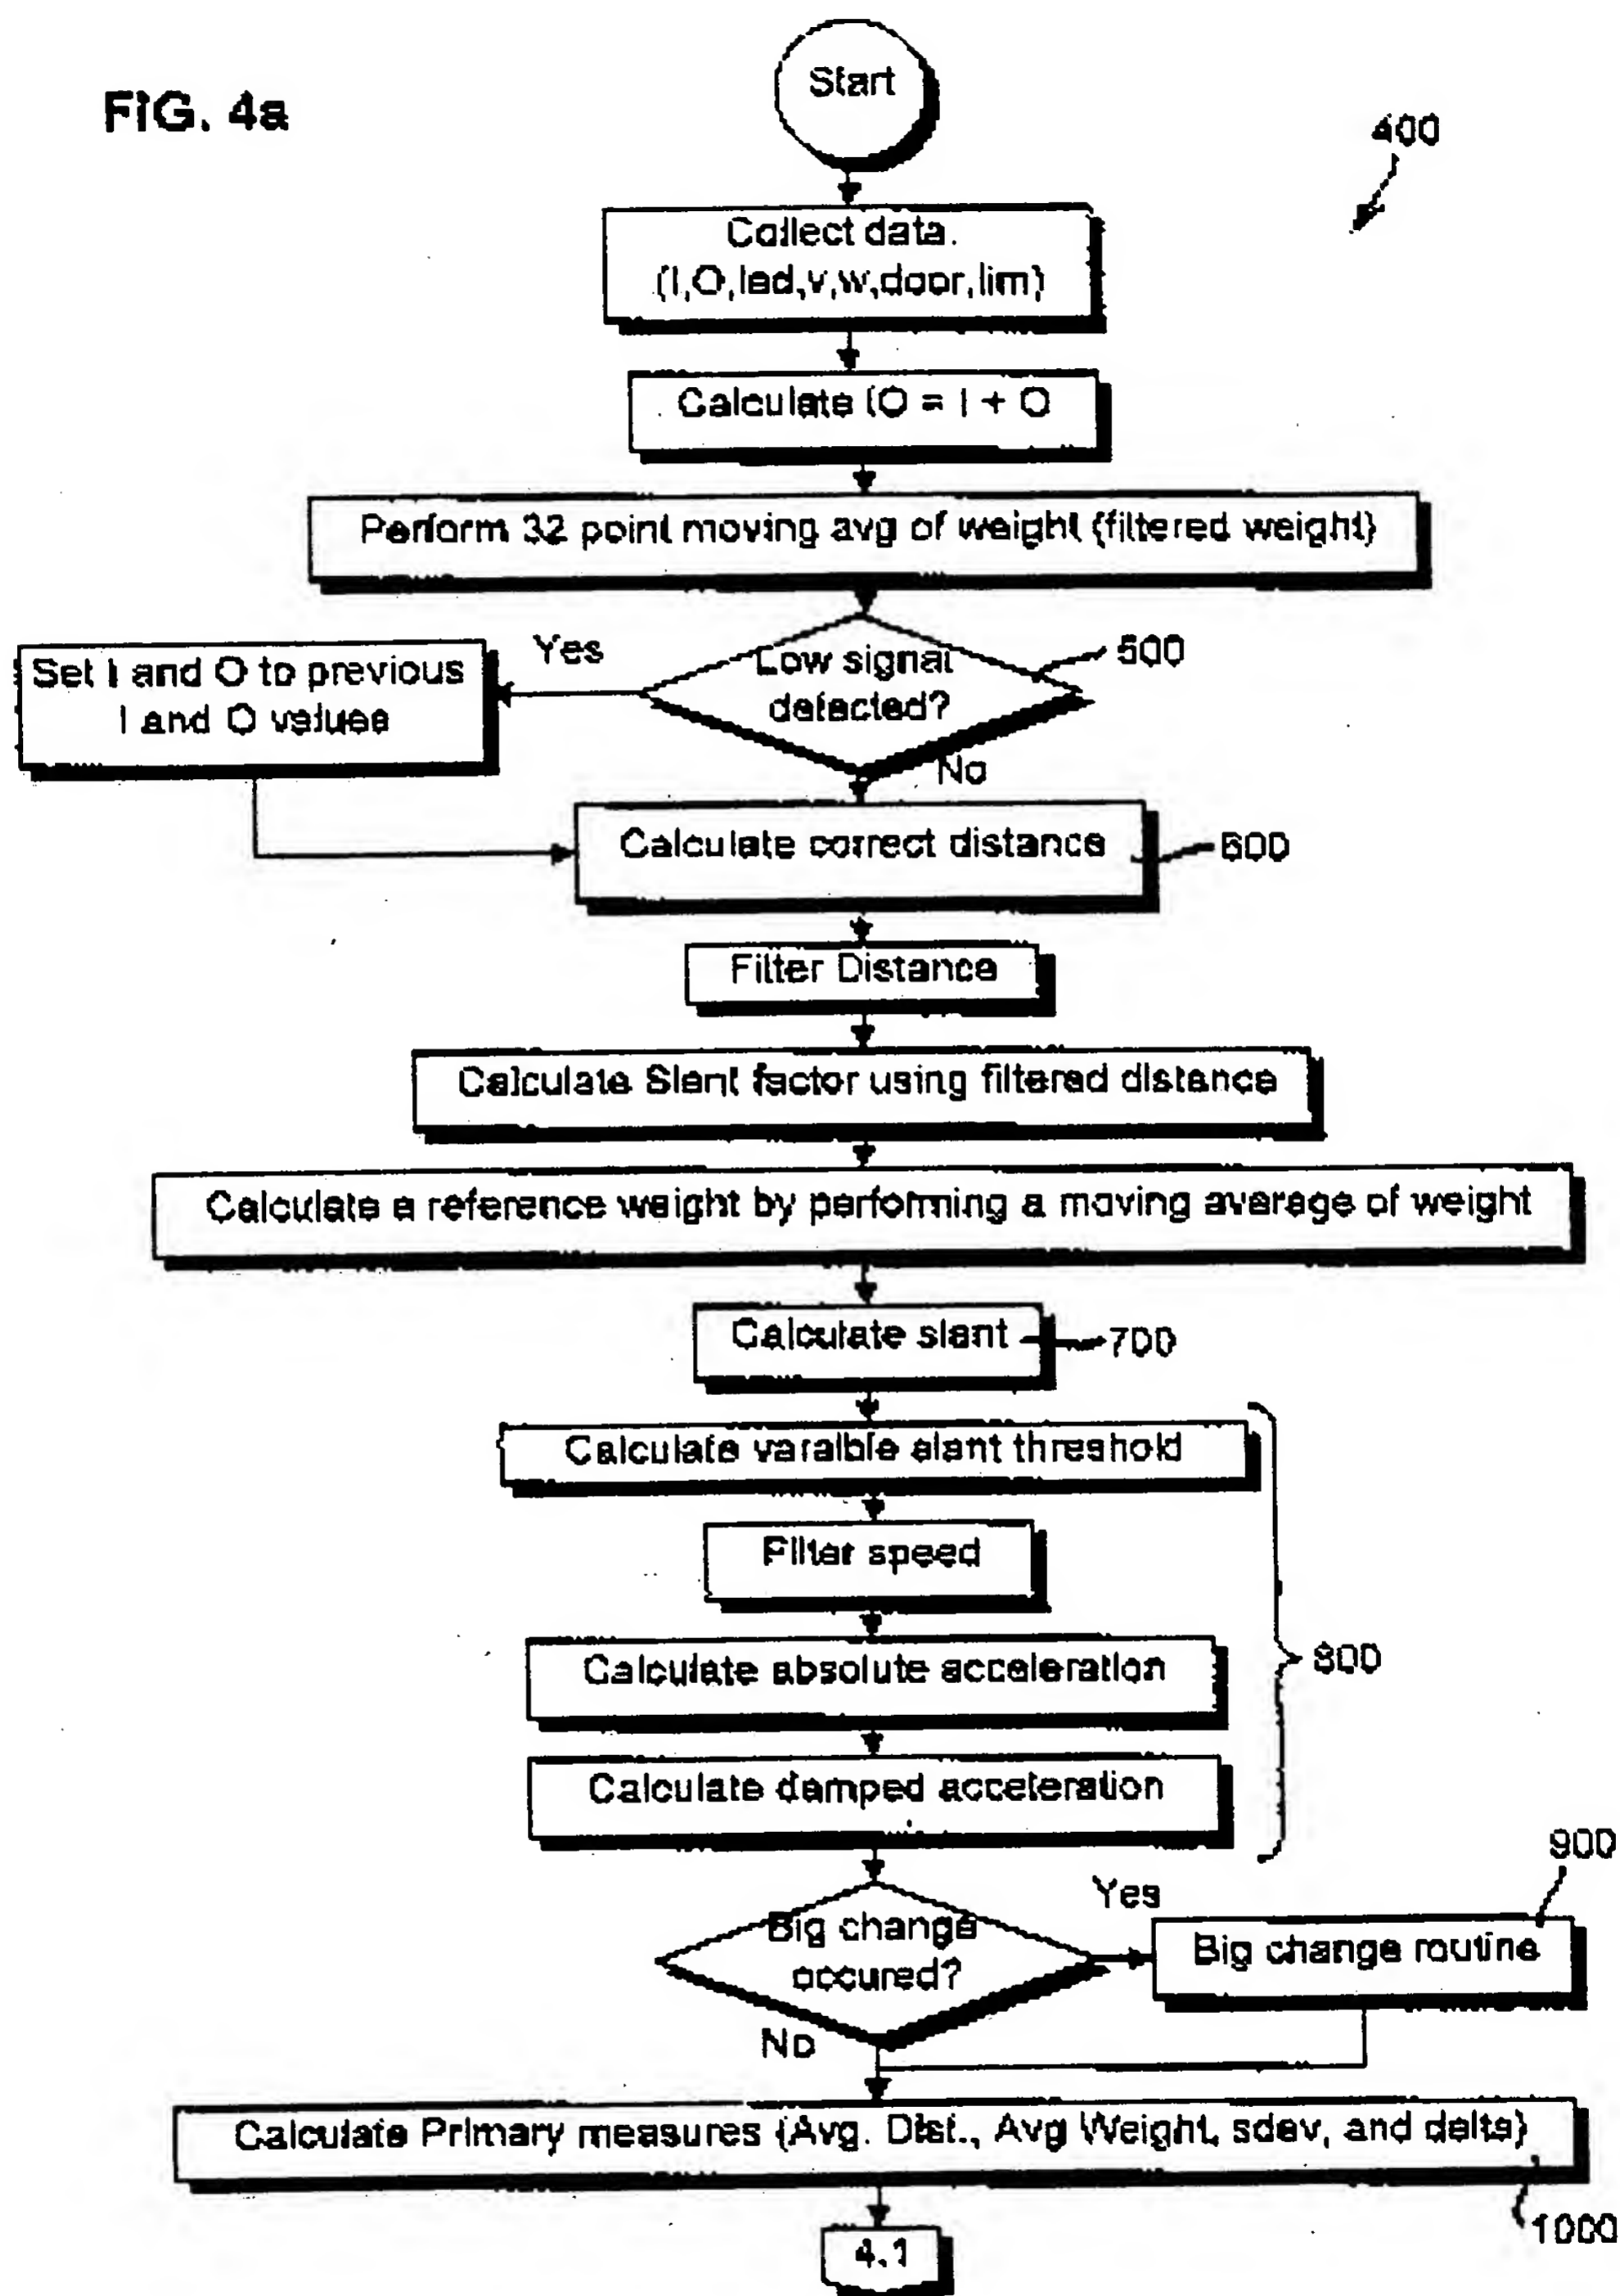 FIG. 4a
Start
400
Collect data.
(I,O,led,v,w,door,lim)
Calculate IO = I + O
Perform 32 point moving avg of weight (filtered weight)
Low signal
detected?
500
Yes
Set I and O to previous
I and O values
No
Calculate correct distance
600
Filter Distance
Calculate Slant factor using filtered distance
Calculate a reference weight by performing a moving average of weight
Calculate slant
700
Calculate varaible slant threshold
Filter speed
Calculate absolute acceleration
800
Calculate damped acceleration
900
Big change
occured?
Yes
Big change routine
No
Calculate Primary measures (Avg. Dist., Avg Weight, sdev, and delta)
1000
4.1